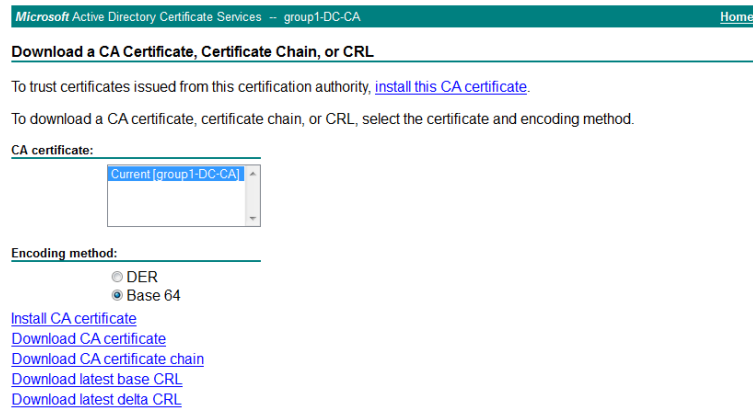 Microsoft Active Directory Certificate Services -- group1-DC-CA Home
Download a CA Certificate, Certificate Chain, or CRL
To trust certificates issued from this certification authority, install this CA certificate.
To download a CA certificate, certificate chain, or CRL, select the certificate and encoding method.
CA certificate:
Current [group1-DC-CA]
Encoding method:
DER
Base 64
Install CA certificate
Download CA certificate
Download CA certificate chain
Download latest base CRL
Download latest delta CRL